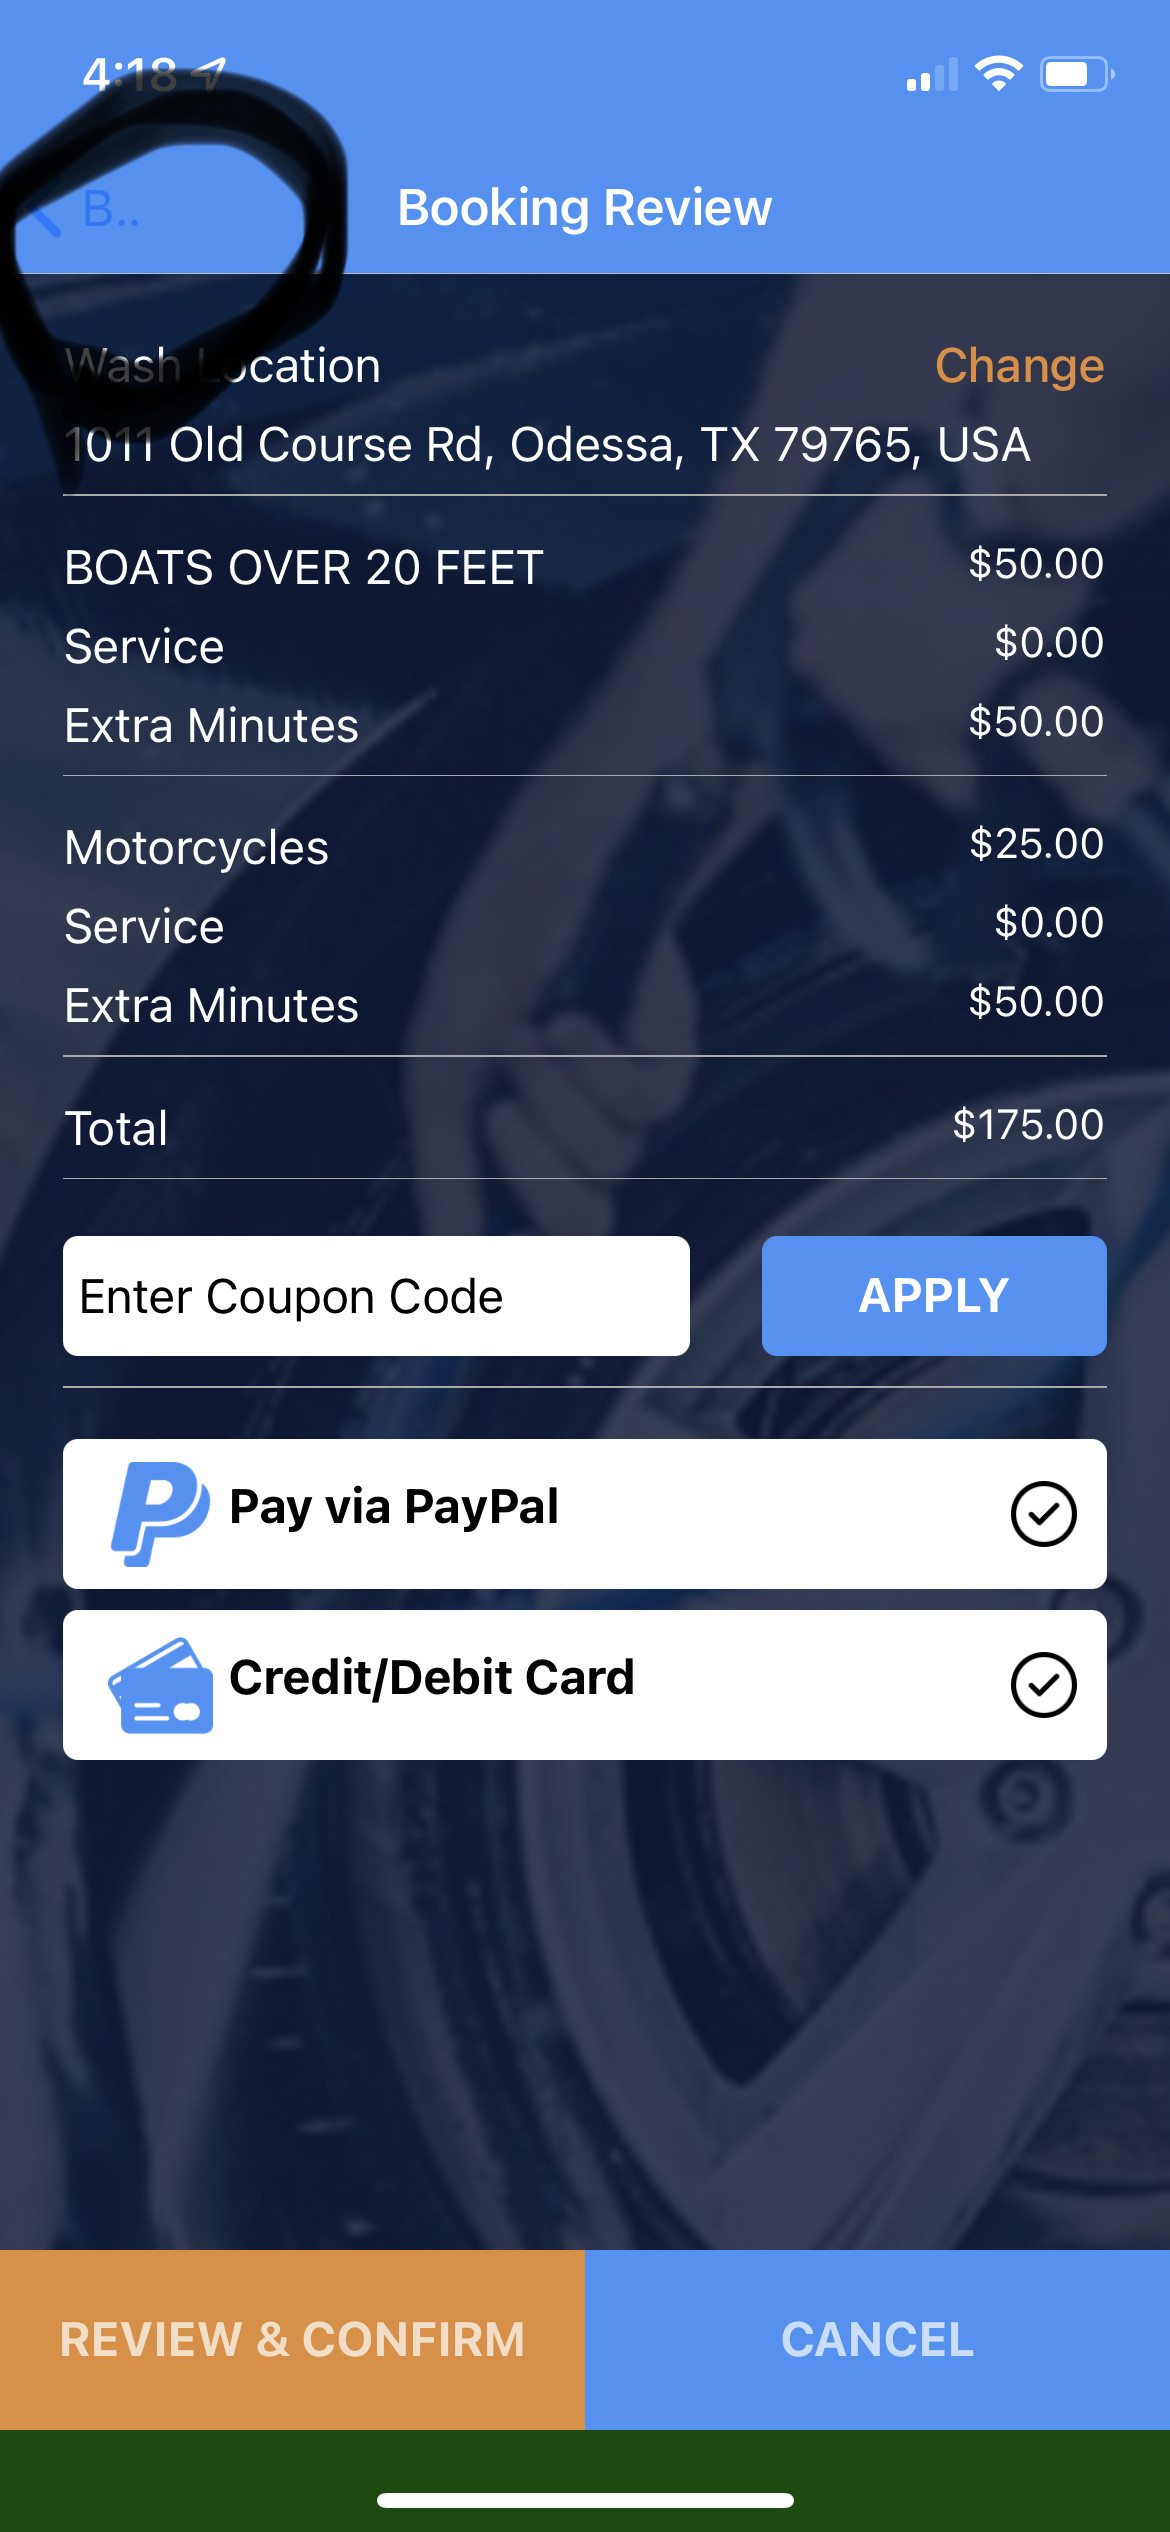 4:18
B..
Booking Review
Wash Location
Change
1011 Old Course Rd, Odessa, TX 79765, USA
BOATS OVER 20 FEET $50.00
Service $0.00
Extra Minutes $50.00
Motorcycles $25.00
Service $0.00
Extra Minutes $50.00
Total $175.00
Enter Coupon Code
APPLY
Pay via PayPal
Credit/Debit Card
REVIEW & CONFIRM
CANCEL